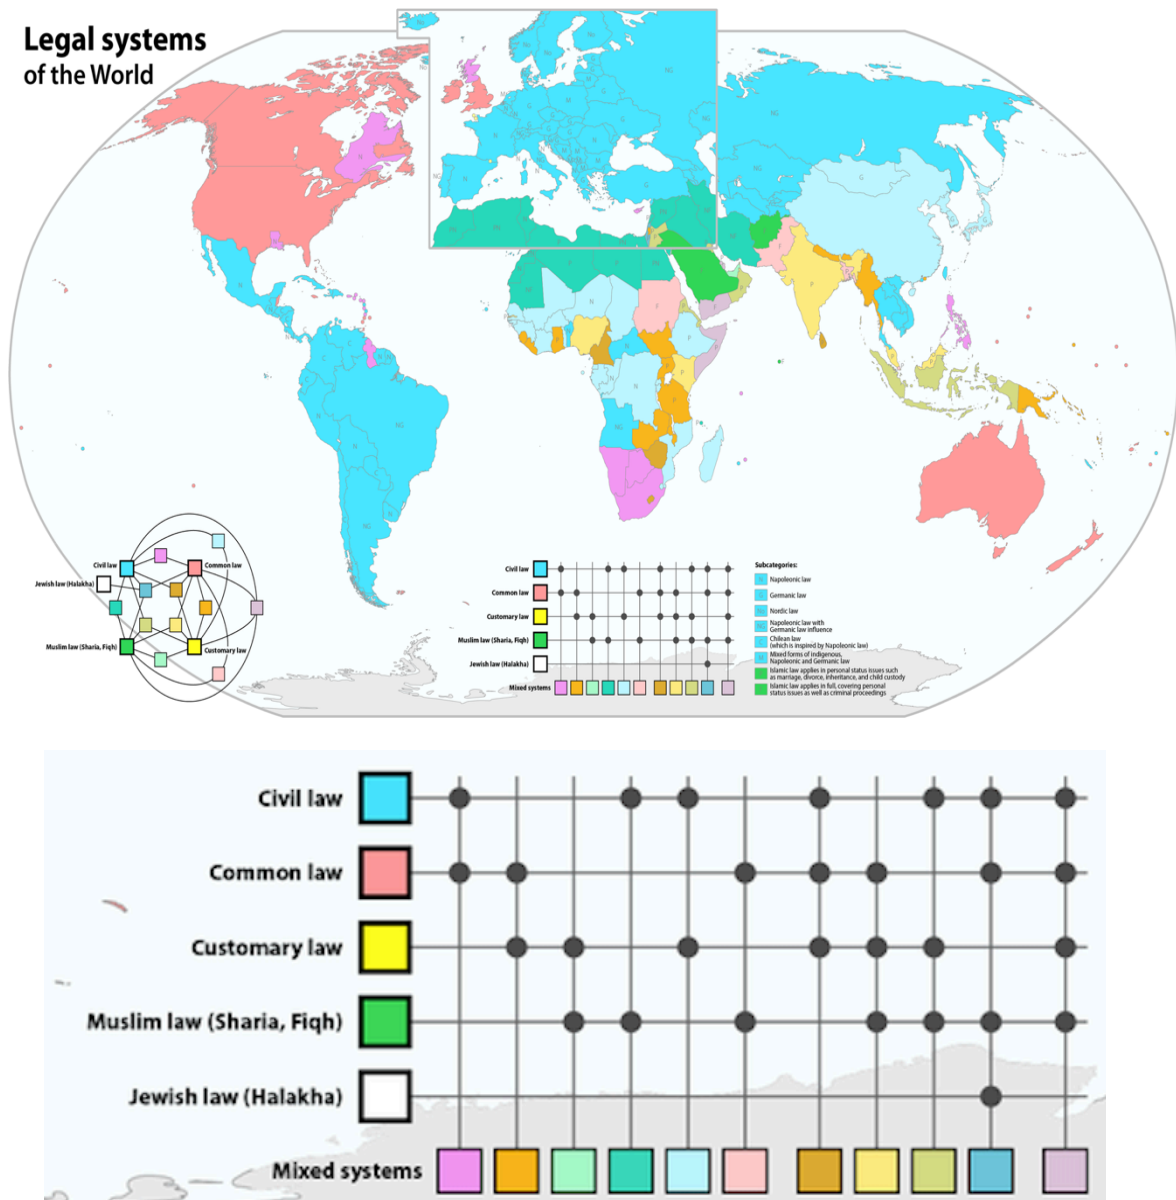 Legal systems
of the World
Civil law
Common law
Jewish law (Halakha)
Muslim law (Sharia, Fiqh)
Customary law
Civil law
Common law
Customary law
Muslim law (Sharia, Fiqh)
Jewish law (Halakha)
Mixed systems
Subcategories:
Napoleonic law
Germanic law
Nordic law
Napoleonic law with
Germanic law influence
Chilean law
(which is inspired by Napoleonic law)
Mixed forms of Indigenous,
Napoleonic and Germanic law
Islamic law applies in personal status issues such
as marriage, divorce, inheritance, and child custody
Islamic law applies in full, covering personal
status issues as well as criminal proceedings
Civil law
Common law
Customary law
Muslim law (Sharia, Fiqh)
Jewish law (Halakha)
Mixed systems